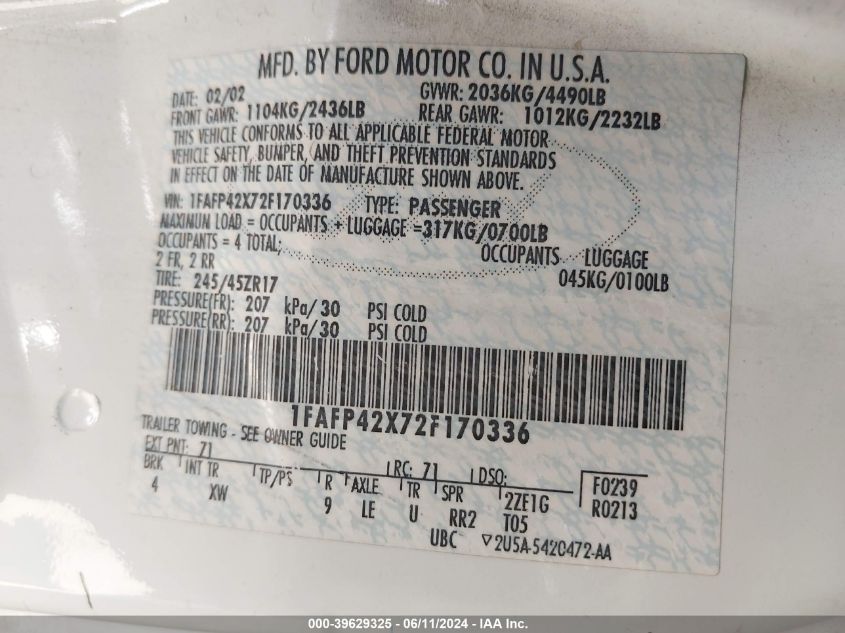 MFD. BY FORD MOTOR CO. IN U.S.A.
DATE: 02/02 GVWR: 2036KG/4490LB
FRONT GAWR: 1104KG/2436LB REAR GAWR: 1012KG/2232LB
THIS VEHICLE CONFORMS TO ALL APPLICABLE FEDERAL MOTOR
VEHICLE SAFETY, BUMPER, AND THEFT PREVENTION STANDARDS
IN EFFECT ON THE DATE OF MANUFACTURE SHOWN ABOVE.
VIN: 1FAFP42X72F170336 TYPE: PASSENGER
MAXIMUM LOAD = OCCUPANTS + LUGGAGE =317KG/0700LB
OCCUPANTS = 4 TOTAL; OCCUPANTS LUGGAGE
2 FR, 2 RR 045KG/0100LB
TIRE: 245/45ZR17
PRESSURE(FR): 207 kPa/30 PSI COLD
PRESSURE(RR): 207 kPa/30 PSI COLD
1FAFP42X72F170336
TRAILER TOWING - SEE OWNER GUIDE
EXT PNT: 71 RC: 71 DSO: F0239
BRK INT TR TP/PS R AXLE TR SPR 2ZE1G R0213
4 XW 9 LE U RR2 T05
UBC ▽2U5A-5420472-AA
000-39629325 - 06/11/2024 - IAA Inc.